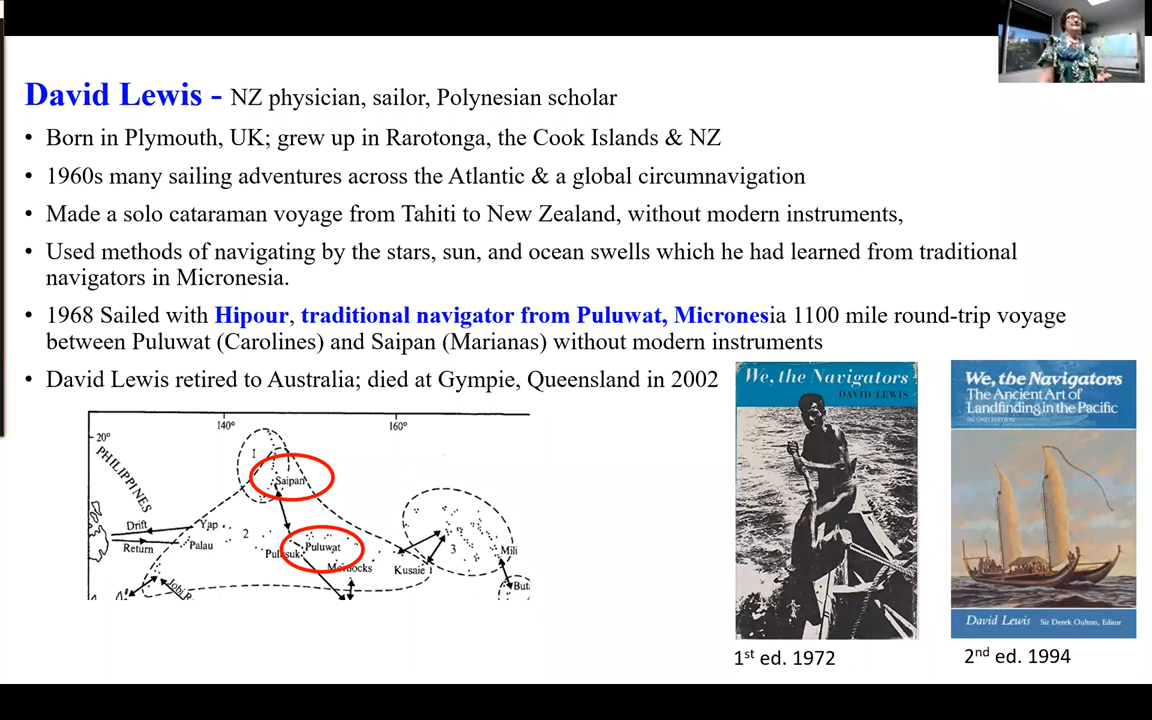 David Lewis - NZ physician, sailor, Polynesian scholar
• Born in Plymouth, UK; grew up in Rarotonga, the Cook Islands & NZ
• 1960s many sailing adventures across the Atlantic & a global circumnavigation
• Made a solo cataraman voyage from Tahiti to New Zealand, without modern instruments,
• Used methods of navigating by the stars, sun, and ocean swells which he had learned from traditional
navigators in Micronesia.
• 1968 Sailed with Hipour, traditional navigator from Puluwat, Micronesia 1100 mile round-trip voyage
between Puluwat (Carolines) and Saipan (Marianas) without modern instruments
• David Lewis retired to Australia; died at Gympie, Queensland in 2002
140°
160°
20°
PHILIPPINES
1
Saipan
Drift
Yap
2
Return
Palau
Pulusuk
Puluwat
3
Mili
Kusaie
Tobi
But
We, the Navigators
DAVID LEWIS
1st ed. 1972
We, the Navigators
The Ancient Art of
Landfinding in the Pacific
SECOND EDITION
David Lewis Sir Derek Oulton, Editor
2nd ed. 1994